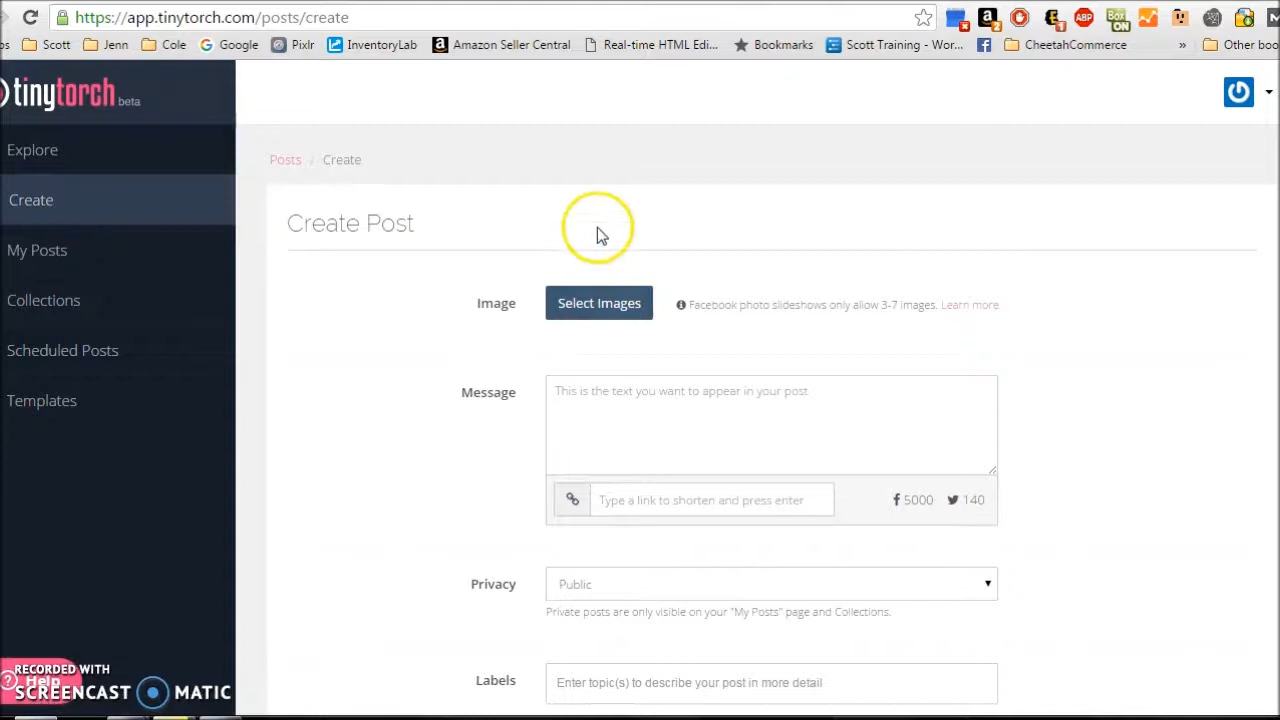 https://app.tinytorch.com/posts/create
Scott Jenn Cole Google Pixlr InventoryLab Amazon Seller Central Real-time HTML Edi... Bookmarks Scott Training - Wor... CheetahCommerce » Other boo
tinytorch beta
Explore
Posts / Create
Create
Create Post
My Posts
Image Select Images Facebook photo slideshows only allow 3-7 images. Learn more
Collections
Scheduled Posts
Message This is the text you want to appear in your post.
Templates
Type a link to shorten and press enter 5000 140
Privacy Public
Private posts are only visible on your "My Posts" page and Collections.
Labels Enter topic(s) to describe your post in more detail
? Help
RECORDED WITH
SCREENCAST MATIC